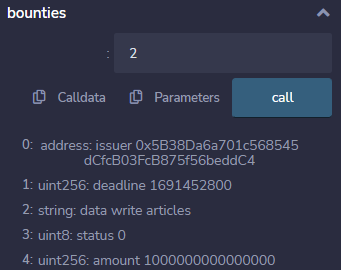 bounties
: 2
Calldata Parameters call
0: address: issuer 0x5B38Da6a701c568545
dCfcB03FcB875f56beddC4
1: uint256: deadline 1691452800
2: string: data write articles
3: uint8: status 0
4: uint256: amount 1000000000000000